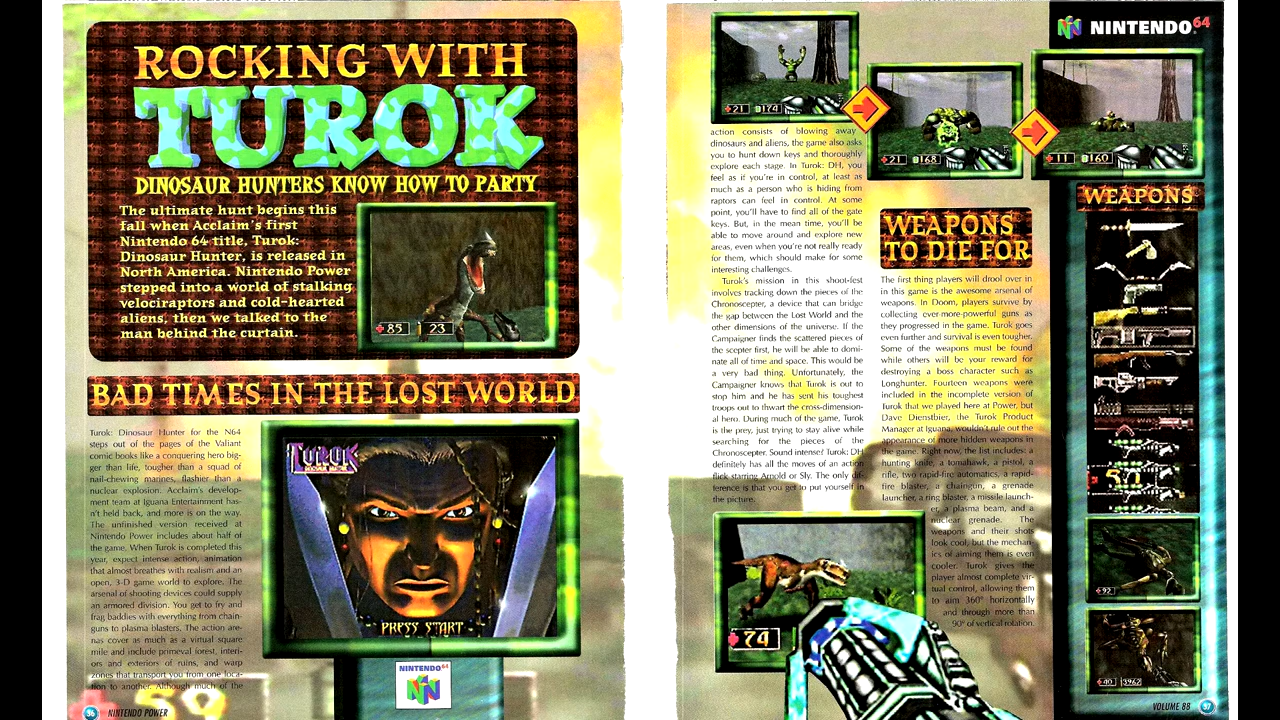 ROCKING WITH
TUROK
DINOSAUR HUNTERS KNOW HOW TO PARTY
The ultimate hunt begins this
fall when Acclaim's first
Nintendo 64 title, Turok:
Dinosaur Hunter, is released in
North America. Nintendo Power
stepped into a world of stalking
velociraptors and cold-hearted
aliens, then we talked to the
man behind the curtain.
85 23
BAD TIMES IN THE LOST WORLD
Turok: Dinosaur Hunter for the N64
steps out of the pages of the Valiant
comic books like a conquering hero big-
ger than life, tougher than a squad of
nail-chewing marines, flashier than a
nuclear explosion. Acclaim's develop-
ment team at Iguana Entertainment has-
n't held back, and more is on the way.
The unfinished version received at
Nintendo Power includes about half of
the game. When Turok is completed this
year, expect intense action, animation
that almost breathes with realism and an
open, 3-D game world to explore. The
arsenal of shooting devices could supply
an armored division. You get to fry and
frag baddies with everything from chain-
guns to plasma blasters. The action are-
nas cover as much as a virtual square
mile and include primeval forest, interi-
ors and exteriors of ruins, and warp
zones that transport you from one loca-
tion to another. Although much of the
TUROK
DINOSAUR HUNTER
PRESS START
NINTENDO 64
96 NINTENDO POWER
NINTENDO 64
21 174
21 168
11 160
action consists of blowing away
dinosaurs and aliens, the game also asks
you to hunt down keys and thoroughly
explore each stage. In Turok: DH, you
feel as if you're in control, at least as
much as a person who is hiding from
raptors can feel in control. At some
point, you'll have to find all of the gate
keys. But, in the mean time, you'll be
able to move around and explore new
areas, even when you're not really ready
for them, which should make for some
interesting challenges.
Turok's mission in this shoot-fest
involves tracking down the pieces of the
Chronoscepter, a device that can bridge
the gap between the Lost World and the
other dimensions of the universe. If the
Campaigner finds the scattered pieces of
the scepter first, he will be able to domi-
nate all of time and space. This would be
a very bad thing. Unfortunately, the
Campaigner knows that Turok is out to
stop him and he has sent his toughest
troops out to thwart the cross-dimension-
al hero. During much of the game, Turok
is the prey, just trying to stay alive while
searching for the pieces of the
Chronoscepter. Sound intense? Turok: DH
definitely has all the moves of an action
flick starring Arnold or Sly. The only dif-
ference is that you get to put yourself in
the picture.
74
WEAPONS
TO DIE FOR
The first thing players will drool over in
in this game is the awesome arsenal of
weapons. In Doom, players survive by
collecting ever-more-powerful guns as
they progressed in the game. Turok goes
even further and survival is even tougher.
Some of the weapons must be found
while others will be your reward for
destroying a boss character such as
Longhunter. Fourteen weapons were
included in the incomplete version of
Turok that we played here at Power, but
Dave Dienstbier, the Turok Product
Manager at Iguana, wouldn't rule out the
appearance of more hidden weapons in
the game. Right now, the list includes: a
hunting knife, a tomahawk, a pistol, a
rifle, two rapid-fire automatics, a rapid-
fire blaster, a chaingun, a grenade
launcher, a ring blaster, a missile launch-
er, a plasma beam, and a
nuclear grenade. The
weapons and their shots
look cool, but the mechan-
ics of aiming them is even
cooler. Turok gives the
player almost complete vir-
tual control, allowing them
to aim 360° horizontally
and through more than
90° of vertical rotation.
WEAPONS
92
40 3962
VOLUME 88 97